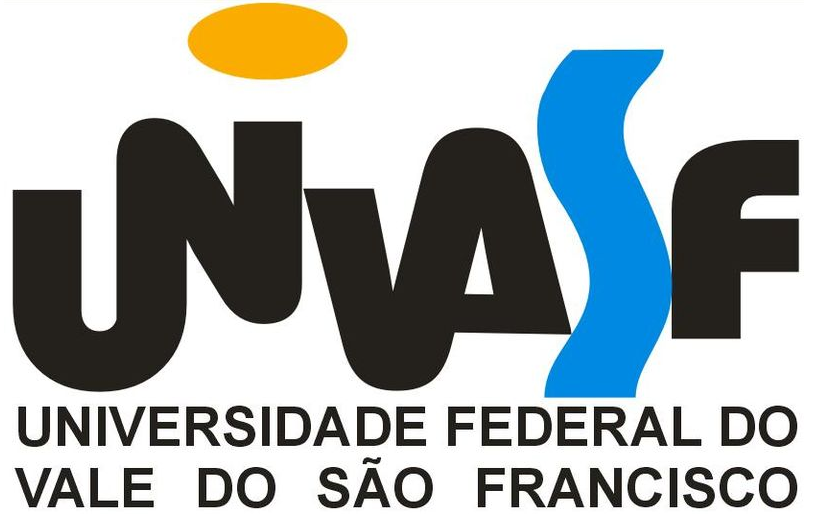 UNIVASF
UNIVERSIDADE FEDERAL DO
VALE DO SÃO FRANCISCO